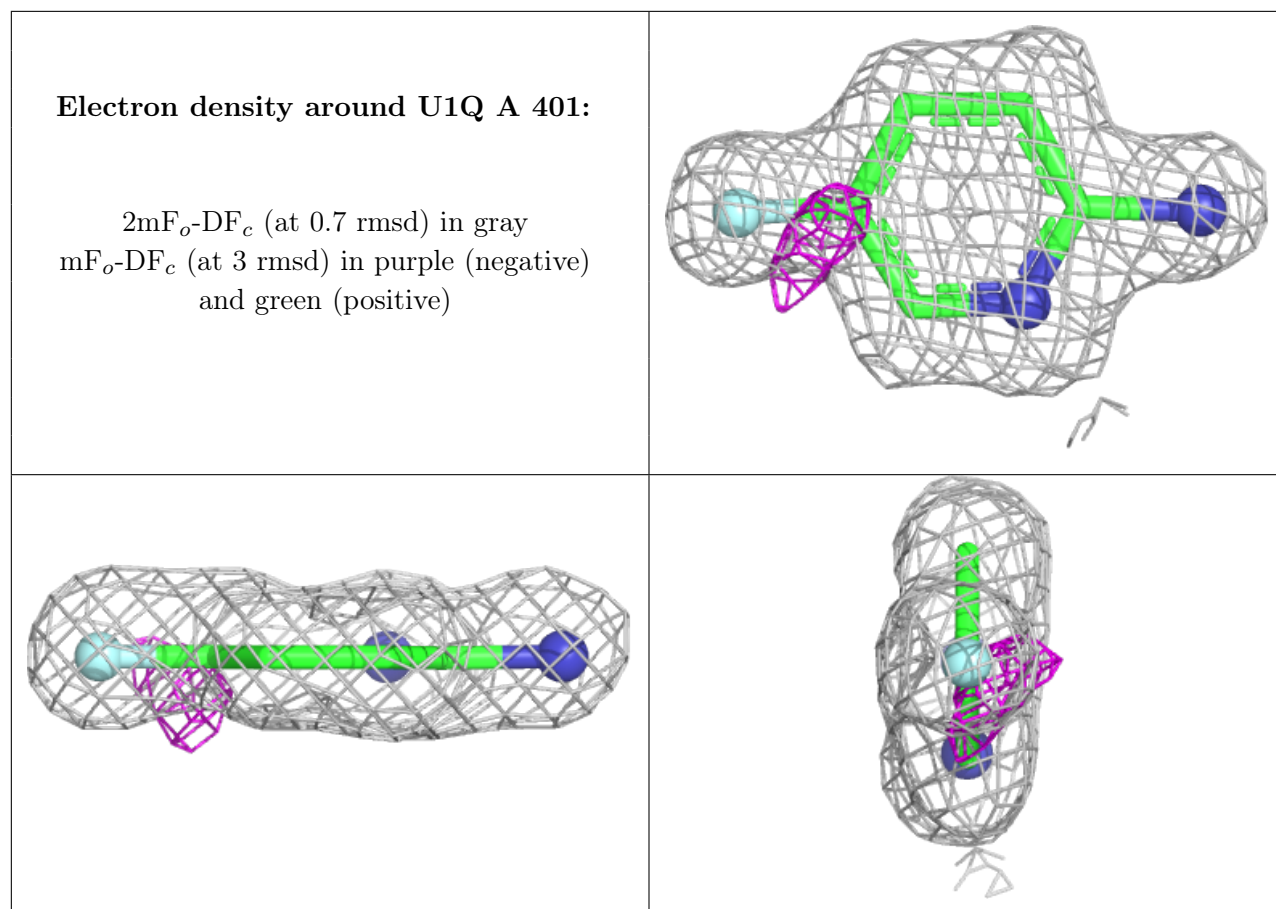 Electron density around U1Q A 401:
2mFo-DFc (at 0.7 rmsd) in gray
mFo-DFc (at 3 rmsd) in purple (negative)
and green (positive)